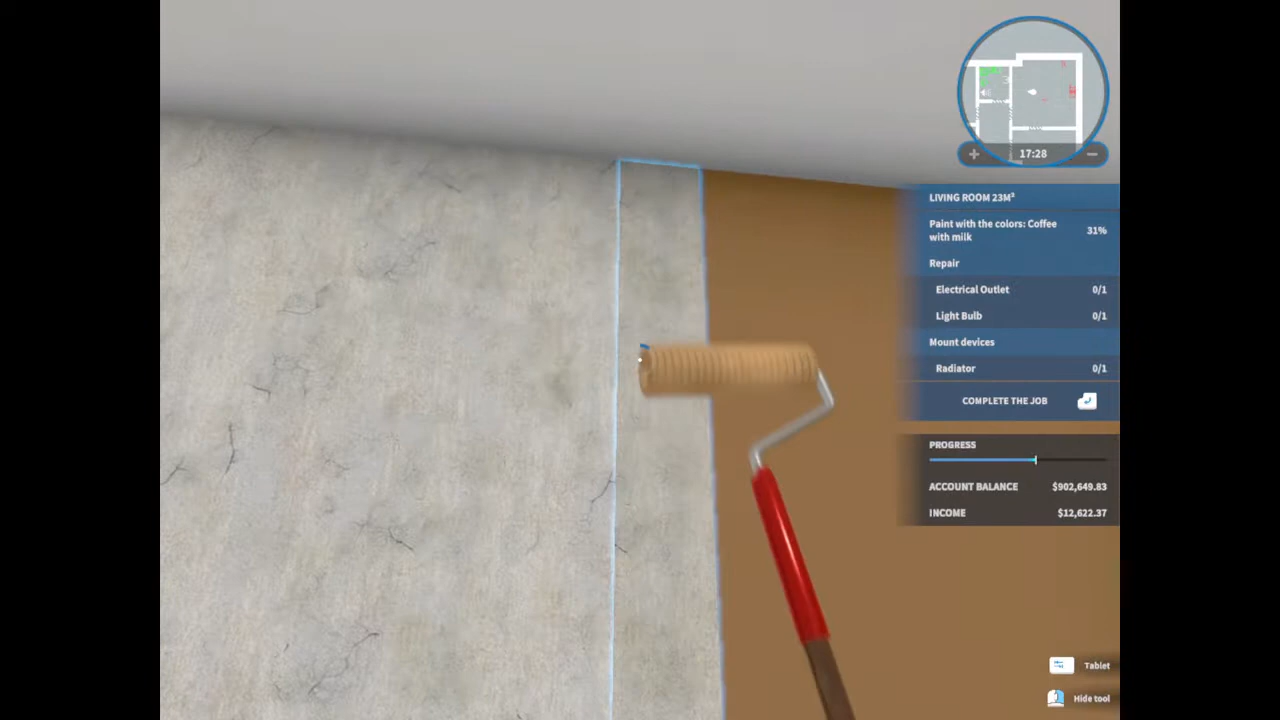 + 17:28 −
LIVING ROOM 23M²
Paint with the colors: Coffee
with milk 31%
Repair
Electrical Outlet 0/1
Light Bulb 0/1
Mount devices
Radiator 0/1
COMPLETE THE JOB
PROGRESS
ACCOUNT BALANCE $902,649.83
INCOME $12,622.37
Tablet
Hide tool